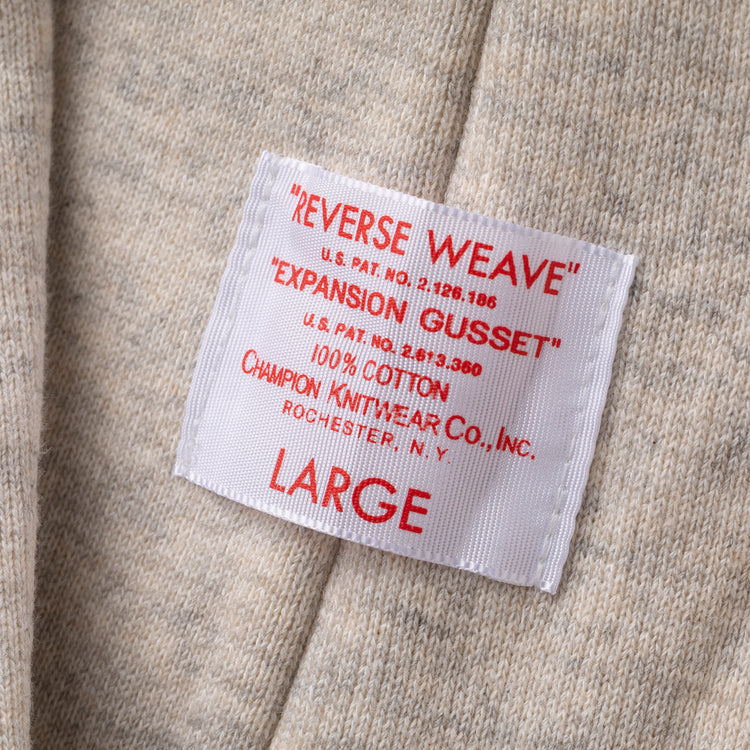 "REVERSE WEAVE"
U.S. PAT. NO. 2.126.186
"EXPANSION GUSSET"
U.S. PAT. NO. 2.613.360
100% COTTON
CHAMPION KNITWEAR CO., INC.
ROCHESTER, N.Y.
LARGE